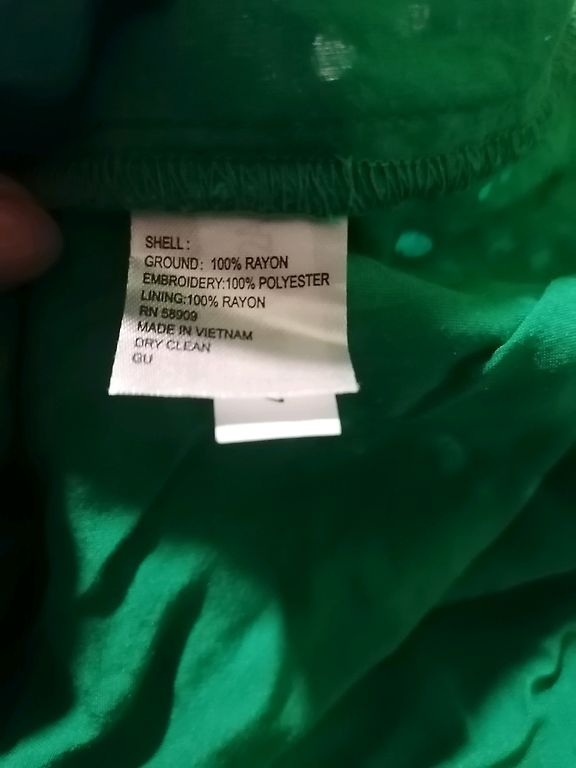 SHELL:
GROUND: 100% RAYON
EMBROIDERY:100% POLYESTER
LINING:100% RAYON
RN 58909
MADE IN VIETNAM
DRY CLEAN
GU